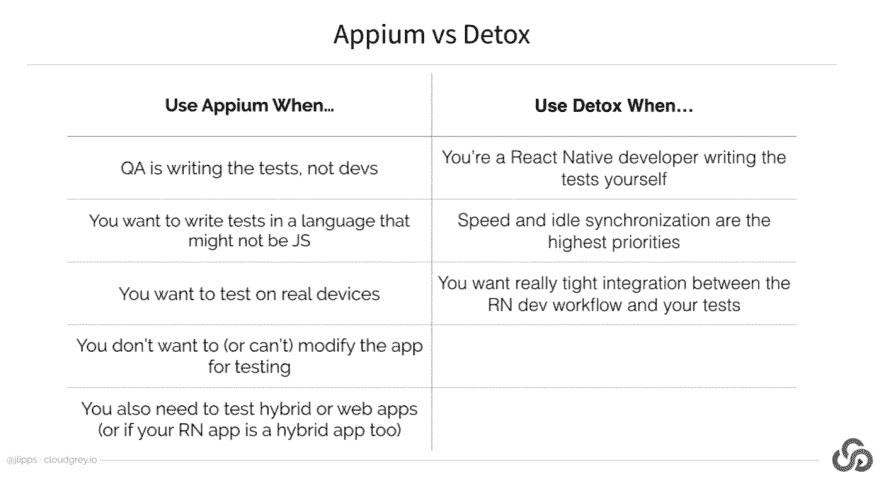 Appium vs Detox
Use Appium When...
Use Detox When...
QA is writing the tests, not devs
You're a React Native developer writing the
tests yourself
You want to write tests in a language that
might not be JS
Speed and idle synchronization are the
highest priorities
You want to test on real devices
You want really tight integration between the
RN dev workflow and your tests
You don't want to (or can't) modify the app
for testing
You also need to test hybrid or web apps
(or if your RN app is a hybrid app too)
@jlipps · cloudgrey.io